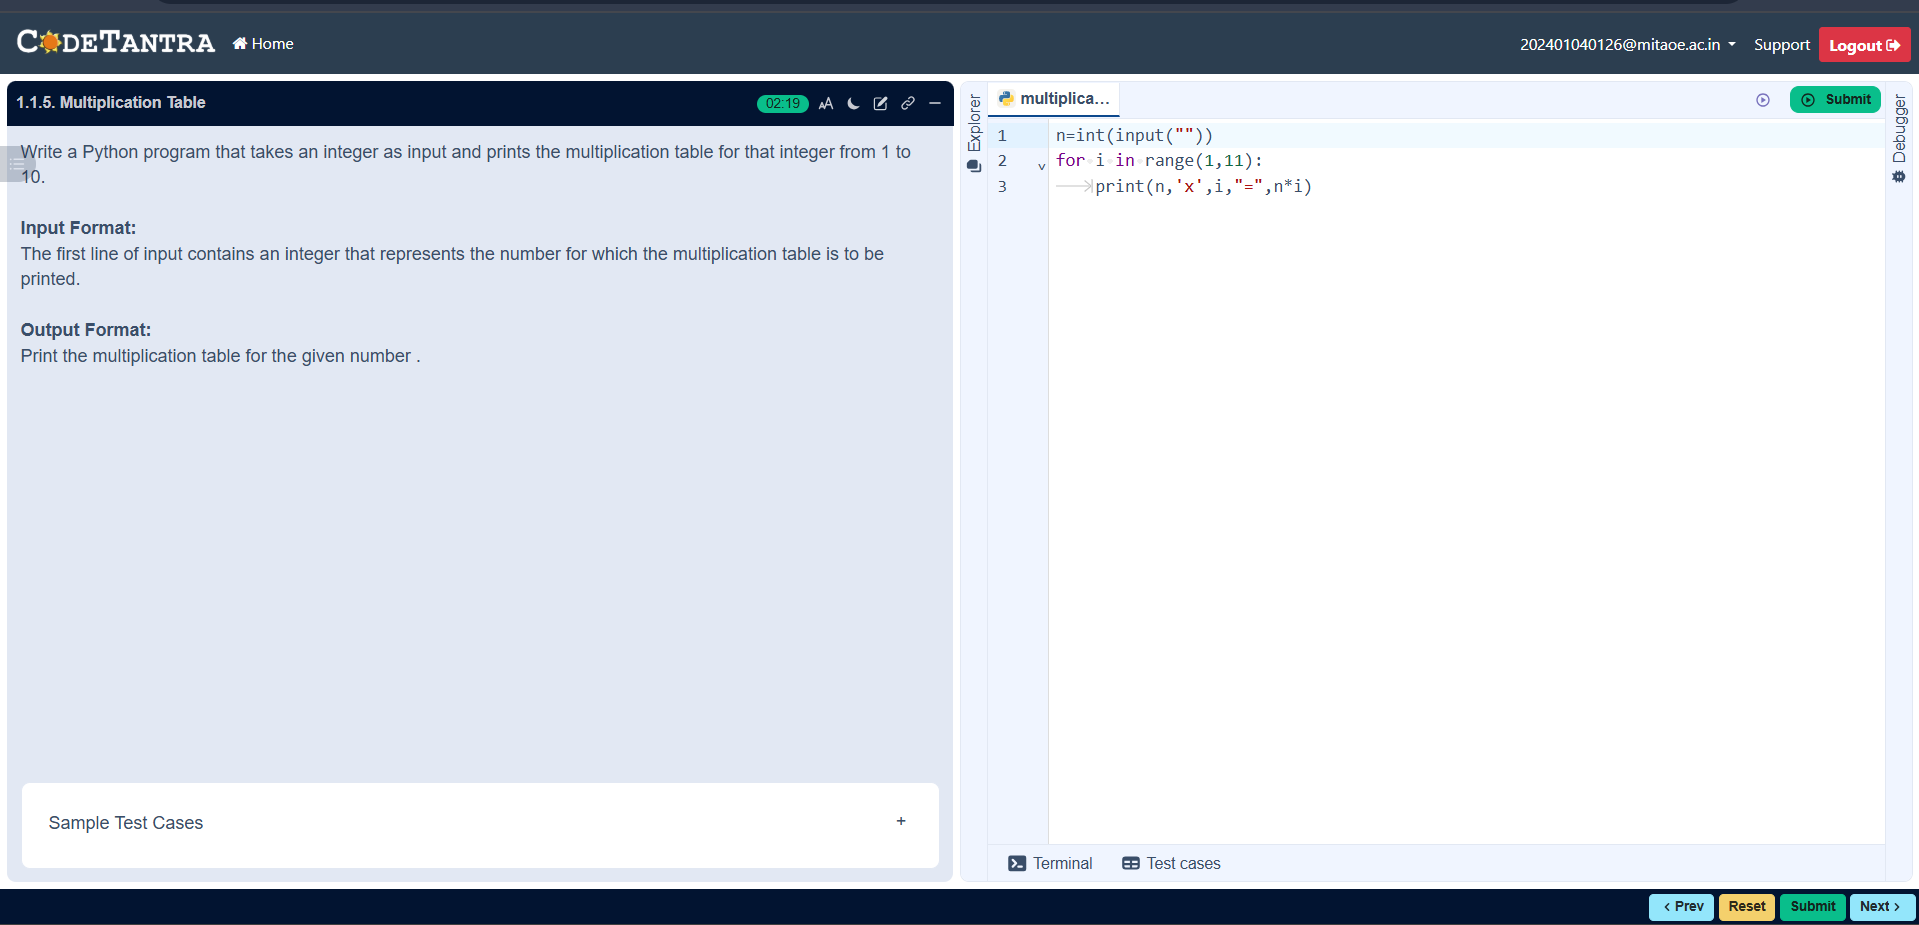 CODETANTRA Home 202401040126@mitaoe.ac.in Support Logout
1.1.5. Multiplication Table 02:19 AA
Write a Python program that takes an integer as input and prints the multiplication table for that integer from 1 to
10.
Input Format:
The first line of input contains an integer that represents the number for which the multiplication table is to be
printed.
Output Format:
Print the multiplication table for the given number .
Sample Test Cases +
Explorer
multiplica... Submit
1 n=int(input(""))
2 for i in range(1,11):
3 print(n,'x',i,"=",n*i)
Debugger
Terminal Test cases
< Prev Reset Submit Next >